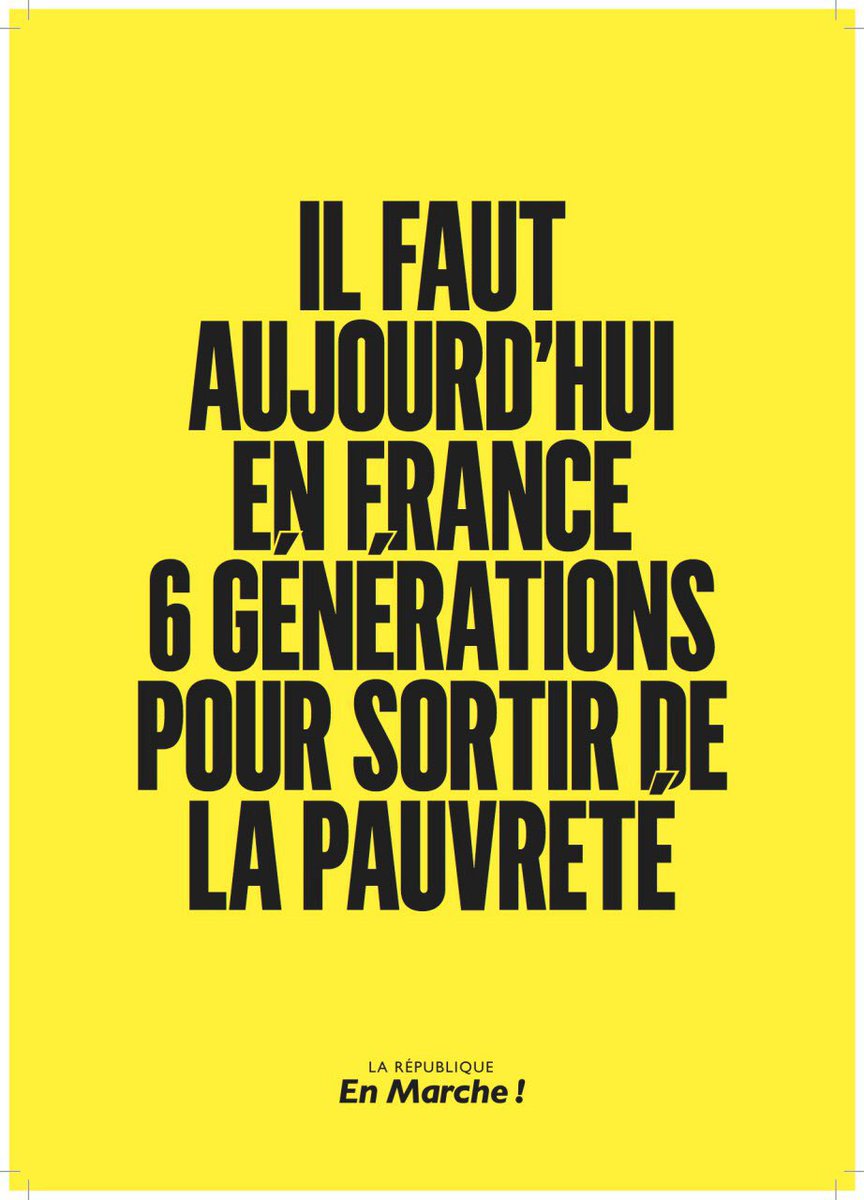 IL FAUT
AUJOURD’HUI
EN FRANCE
6 GÉNÉRATIONS
POUR SORTIR DE
LA PAUVRETÉ
LA RÉPUBLIQUE
En Marche !